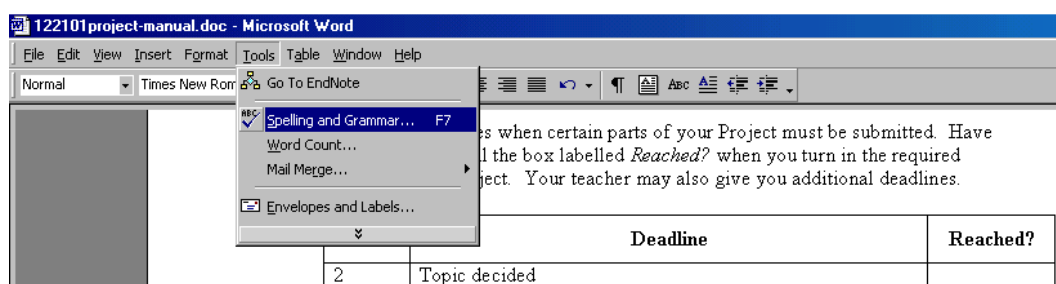 122101project-manual.doc - Microsoft Word
File Edit View Insert Format Tools Table Window Help
Normal Times New Rom
Go To EndNote
Spelling and Grammar... F7
Word Count...
Mail Merge...
Envelopes and Labels...
es when certain parts of your Project must be submitted. Have
l the box labelled Reached? when you turn in the required
ject. Your teacher may also give you additional deadlines.
Deadline Reached?
2 Topic decided